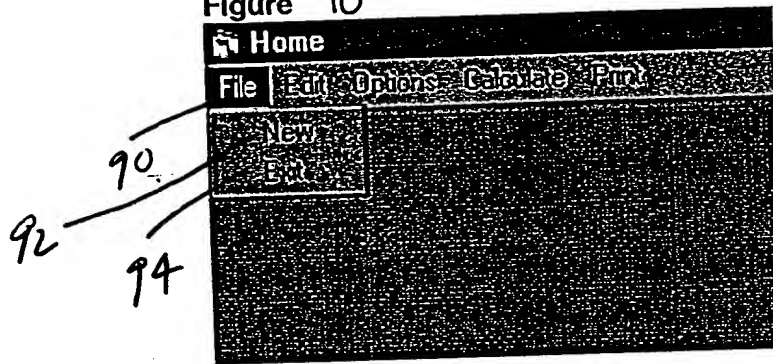 Figure 10
Home
File Edit Options Calculate Print
New
Exit
90
92
94